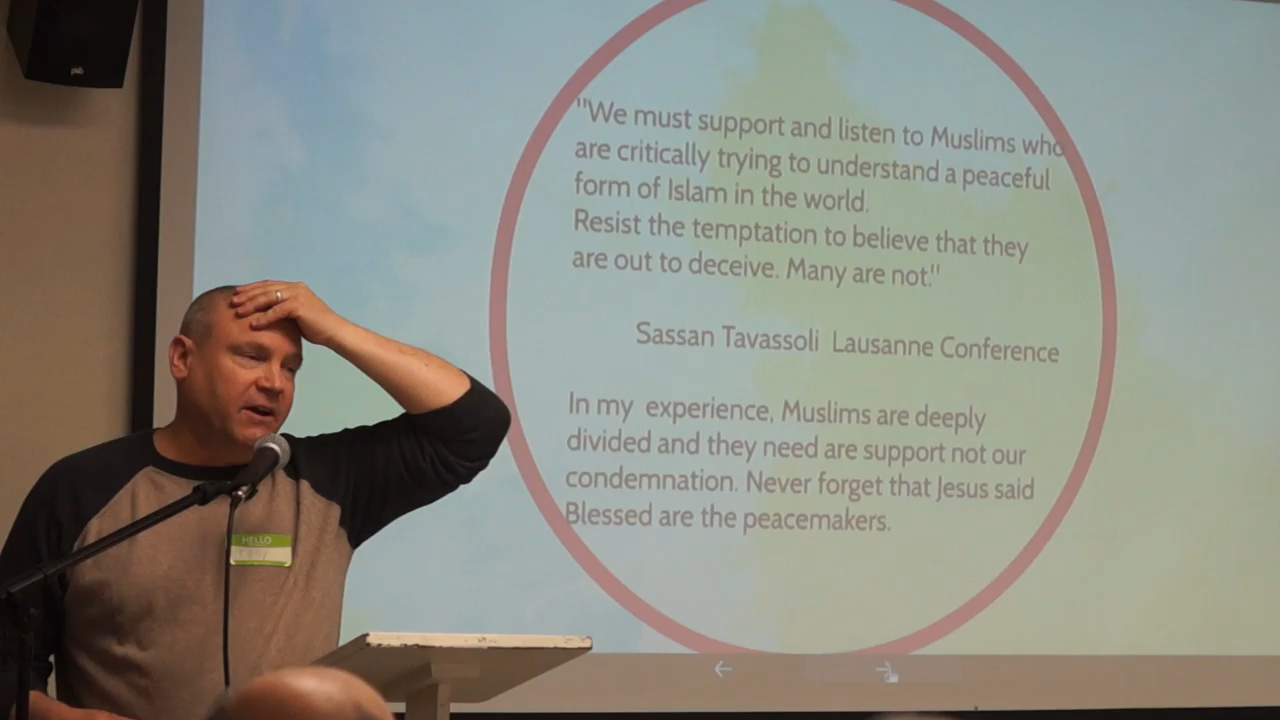 psb
"We must support and listen to Muslims who
are critically trying to understand a peaceful
form of Islam in the world.
Resist the temptation to believe that they
are out to deceive. Many are not."
Sassan Tavassoli Lausanne Conference
In my experience, Muslims are deeply
divided and they need are support not our
condemnation. Never forget that Jesus said
Blessed are the peacemakers.
HELLO